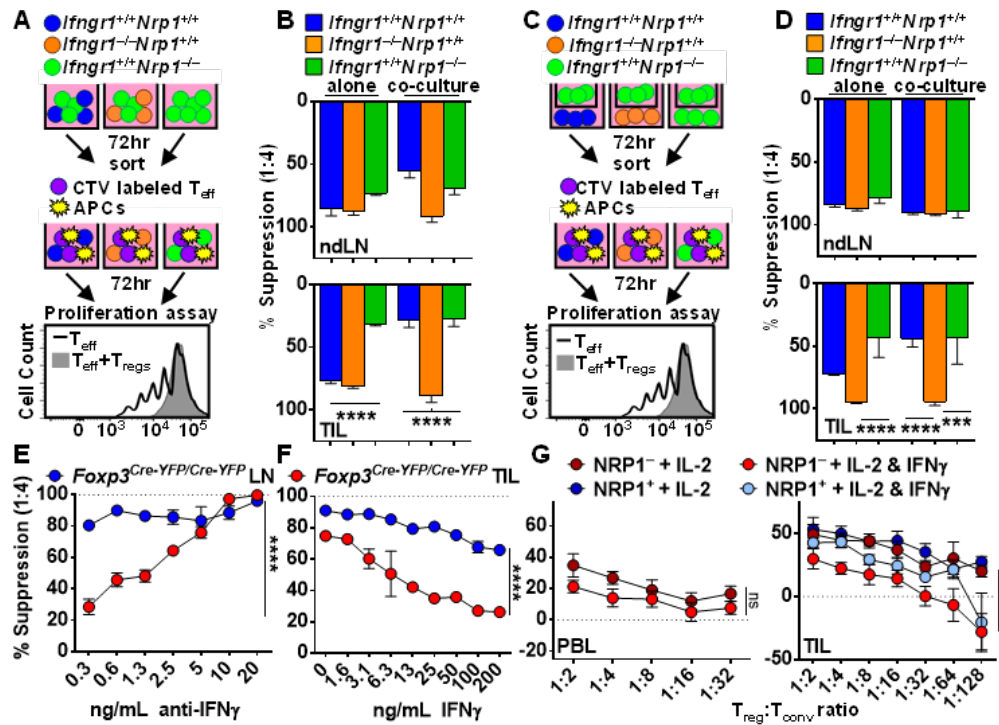 A
Ifngr1+/+Nrp1+/+
Ifngr1−/−Nrp1+/+
Ifngr1+/+Nrp1−/−
72hr
sort
CTV labeled Teff
APCs
72hr
Proliferation assay
Teff
Teff+Tregs
Cell Count
0 10³ 10⁴ 10⁵
B
Ifngr1+/+Nrp1+/+
Ifngr1−/−Nrp1+/+
Ifngr1+/+Nrp1−/−
alone co-culture
% Suppression (1:4)
0
50
100
ndLN
0
50
100
TIL
**** ****
C
Ifngr1+/+Nrp1+/+
Ifngr1−/−Nrp1+/+
Ifngr1+/+Nrp1−/−
72hr
sort
CTV labeled Teff
APCs
72hr
Proliferation assay
Teff
Teff+Tregs
Cell Count
0 10³ 10⁴ 10⁵
D
Ifngr1+/+Nrp1+/+
Ifngr1−/−Nrp1+/+
Ifngr1+/+Nrp1−/−
alone co-culture
% Suppression (1:4)
0
50
100
ndLN
0
50
100
TIL **** **** ***
E
Foxp3Cre-YFP/Cre-YFP LN
% Suppression (1:4)
100
80
60
40
20
0
****
0.3 0.6 1.3 2.5 5 10 20
ng/mL anti-IFNγ
F
Foxp3Cre-YFP/Cre-YFP TIL
100
80
60
40
20
0
****
0 1.6 3.1 6.3 13 25 50 100 200
ng/mL IFNγ
G
NRP1− + IL-2
NRP1+ + IL-2
NRP1− + IL-2 & IFNγ
NRP1+ + IL-2 & IFNγ
60
40
20
0
-20
PBL
ns
1:2 1:4 1:8 1:16 1:32
50
0
-50
TIL
1:2 1:4 1:8 1:16 1:32 1:64 1:128
Treg:Tconv ratio